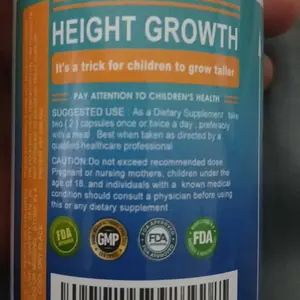 HEIGHT GROWTH
It's a trick for children to grow taller
PAY ATTENTION TO CHILDREN'S HEALTH
SUGGESTED USE : As a Dietary Supplement take
two (2) capsules once or twice a day , preferably
with a meal . Best when taken as directed by a
qualified healthcare professional
CAUTION:Do not exceed recommended dose.
Pregnant or nursing mothers, children under the
age of 18, and individuals with a known medical
condition should consult a physician before using
this or any dietary supplement .
FDA
APPROVED
GMP
FDA
FDA